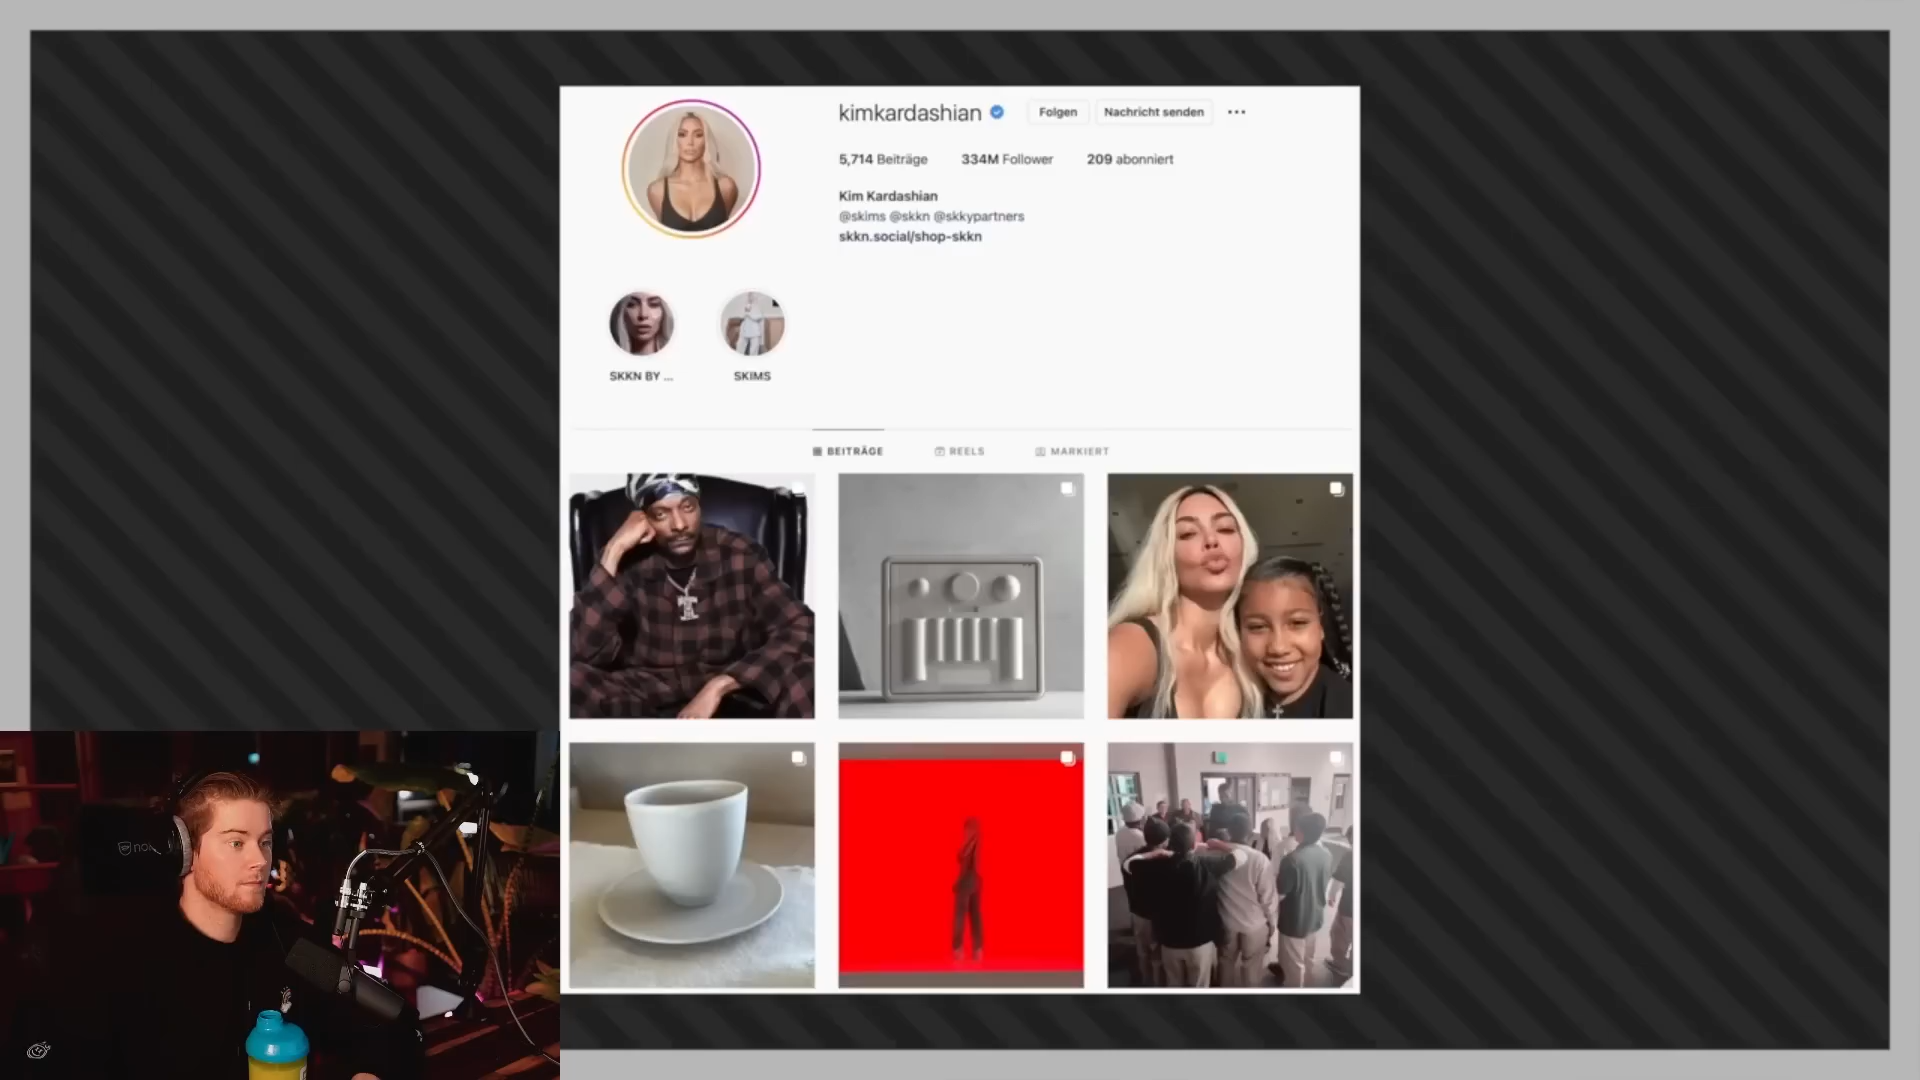 kimkardashian
Folgen
Nachricht senden
5,714 Beiträge
334M Follower
209 abonniert
Kim Kardashian
@skims @skkn @skkypartners
skkn.social/shop-skkn
SKKN BY ...
SKIMS
BEITRÄGE
REELS
MARKIERT